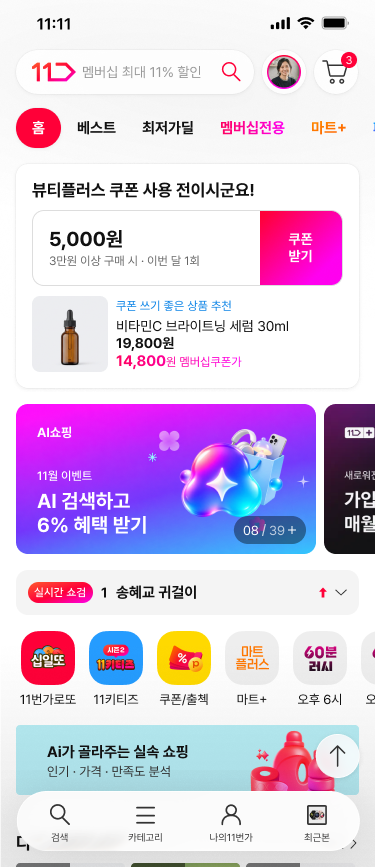 11:11
11D 멤버십 최대 11% 할인
3
홈 베스트 최저가딜 멤버십전용 마트+
뷰티플러스 쿠폰 사용 전이시군요!
5,000원
3만원 이상 구매 시 · 이번 달 1회
쿠폰
받기
쿠폰 쓰기 좋은 상품 추천
비타민C 브라이트닝 세럼 30ml
19,800원
14,800원 멤버십쿠폰가
AI쇼핑
11월 이벤트
AI 검색하고
6% 혜택 받기
08 / 39 +
새로워진
가입
매월
실시간 쇼검 1 송혜교 귀걸이
십일또
시즌2
11키티즈
%
P
마트
플러스
60분
러시
11번가로또 11키티즈 쿠폰/출첵 마트+ 오후 6시
Ai가 골라주는 실속 쇼핑
인기 · 가격 · 만족도 분석
검색 카테고리 나의11번가 최근본